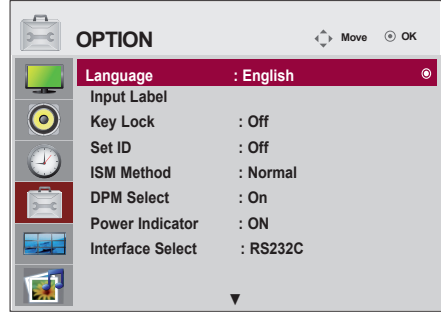 OPTION
Move
OK
Language : English
Input Label
Key Lock : Off
Set ID : Off
ISM Method : Normal
DPM Select : On
Power Indicator : ON
Interface Select : RS232C